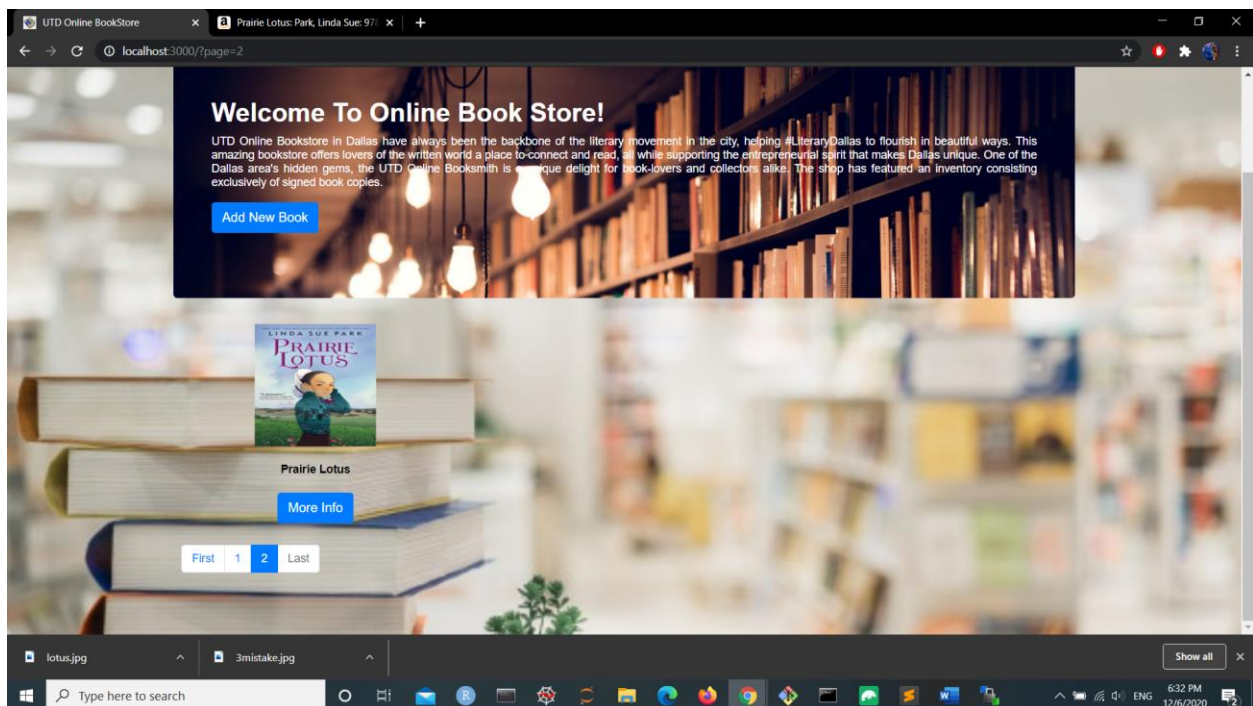 UTD Online BookStore
Prairie Lotus: Park, Linda Sue: 978
localhost:3000/?page=2
Welcome To Online Book Store!
UTD Online Bookstore in Dallas have always been the backbone of the literary movement in the city, helping #LiteraryDallas to flourish in beautiful ways. This
amazing bookstore offers lovers of the written world a place to connect and read, all while supporting the entrepreneurial spirit that makes Dallas unique. One of the
Dallas area's hidden gems, the UTD Online Booksmith is unique delight for book-lovers and collectors alike. The shop has featured an inventory consisting
exclusively of signed book copies.
Add New Book
LINDA SUE PARK
PRAIRIE
LOTUS
Prairie Lotus
More Info
First 1 2 Last
lotus.jpg
3mistake.jpg
Show all
Type here to search
ENG
6:32 PM
12/6/2020
2